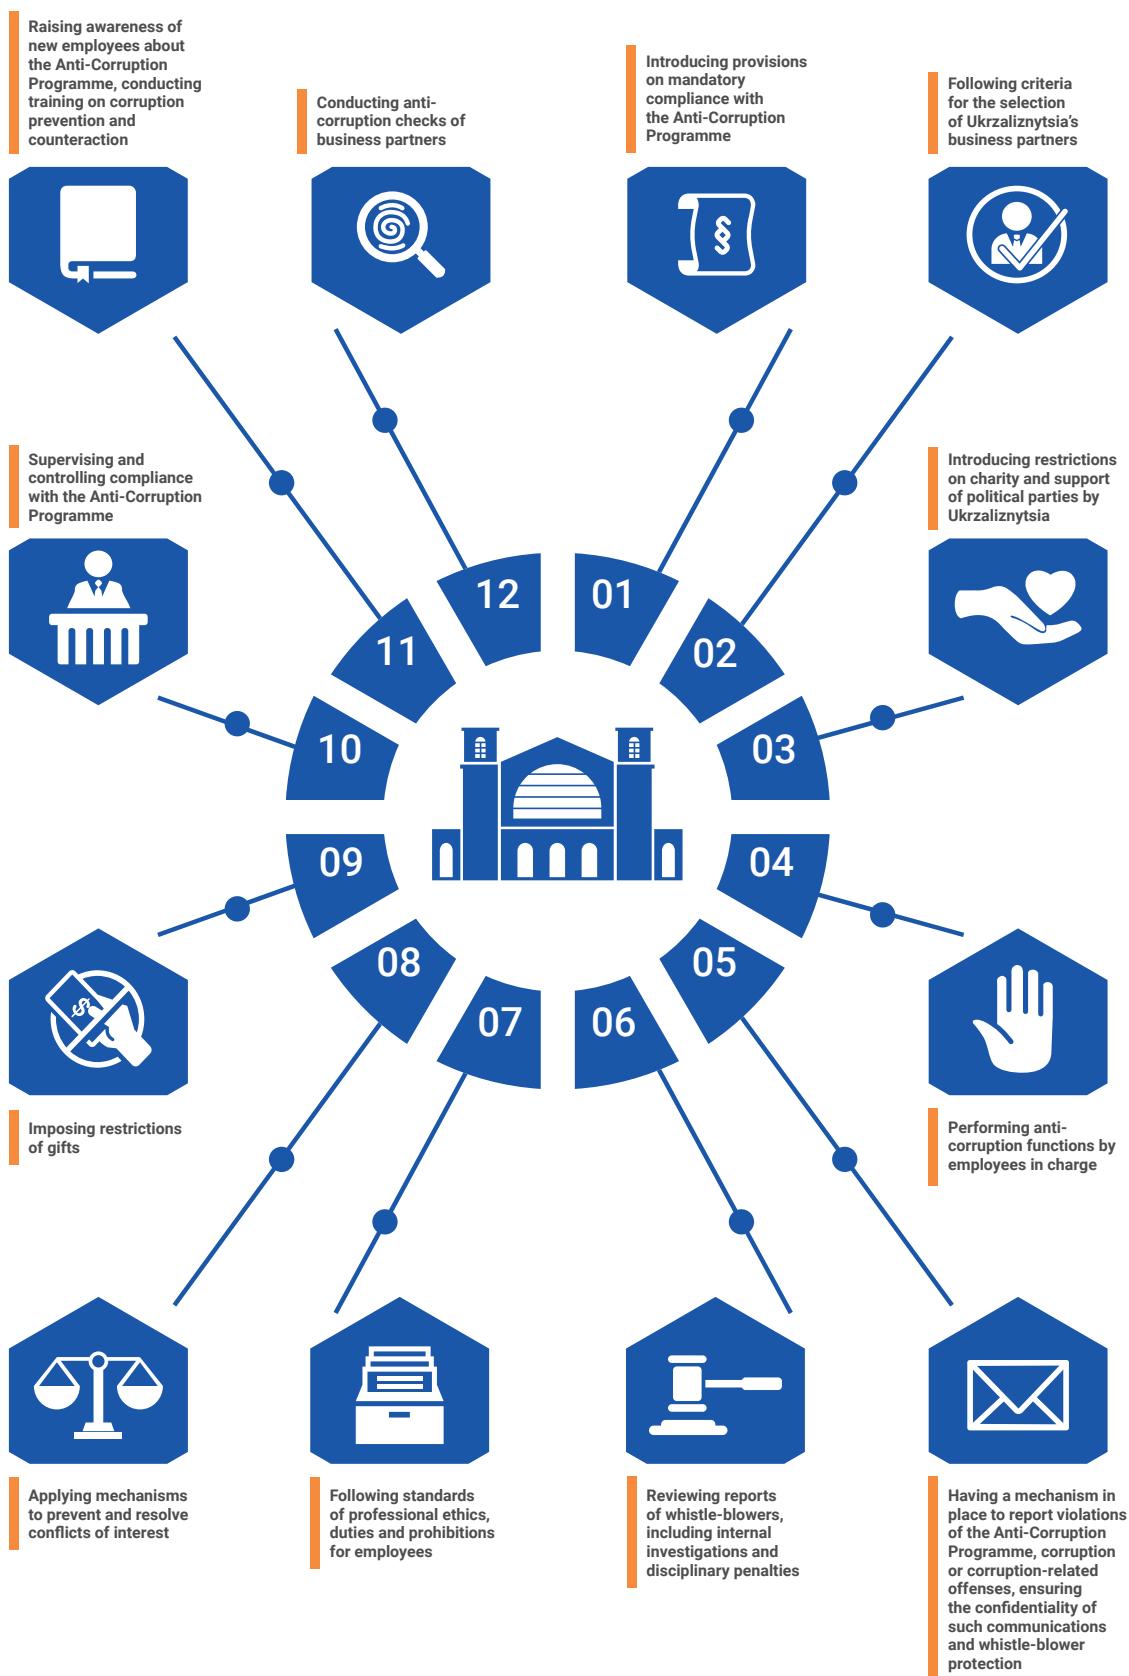 Raising awareness of
new employees about
the Anti-Corruption
Programme, conducting
training on corruption
prevention and
counteraction
Conducting anti-
corruption checks of
business partners
Introducing provisions
on mandatory
compliance with
the Anti-Corruption
Programme
Following criteria
for the selection
of Ukrzaliznytsia's
business partners
$
Supervising and
controlling compliance
with the Anti-Corruption
Programme
Introducing restrictions
on charity and support
of political parties by
Ukrzaliznytsia
12
01
11
02
10
03
09
04
08
05
07
06
Imposing restrictions
of gifts
Performing anti-
corruption functions by
employees in charge
Applying mechanisms
to prevent and resolve
conflicts of interest
Following standards
of professional ethics,
duties and prohibitions
for employees
Reviewing reports
of whistle-blowers,
including internal
investigations and
disciplinary penalties
Having a mechanism in
place to report violations
of the Anti-Corruption
Programme, corruption
or corruption-related
offenses, ensuring
the confidentiality of
such communications
and whistle-blower
protection